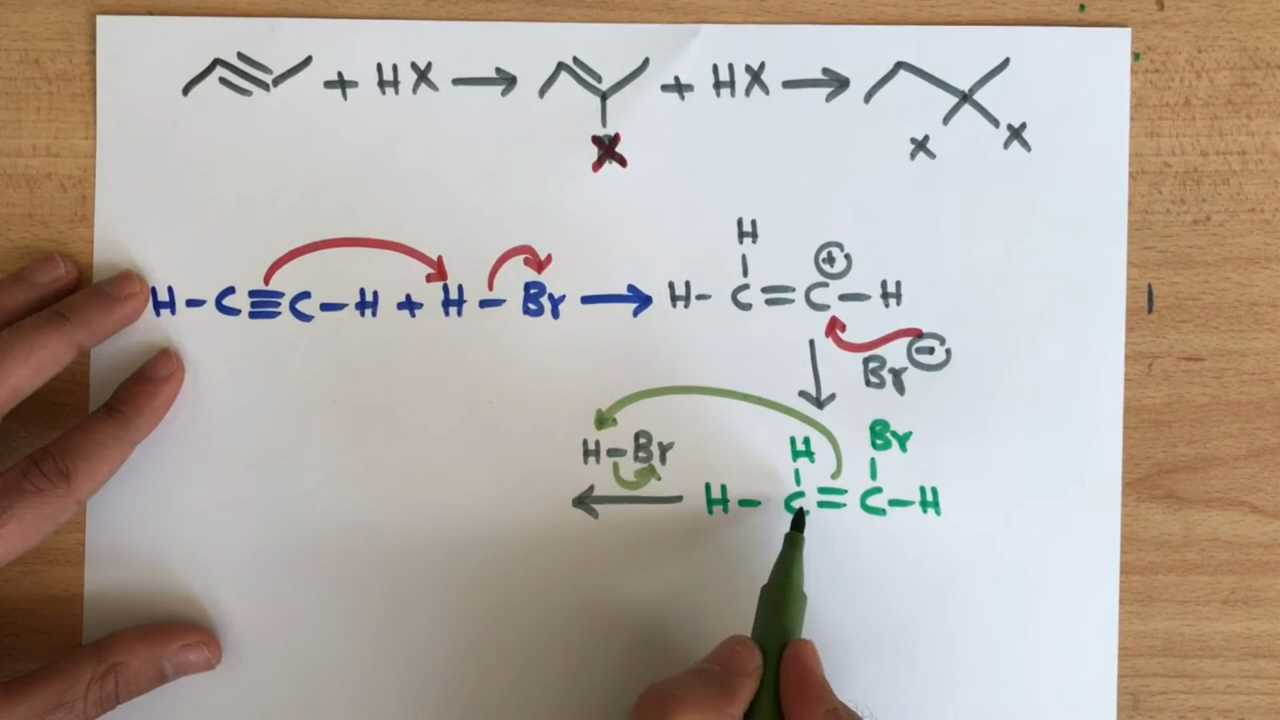 + HX → + HX →
X X X
H
H-C≡C-H + H-Br → H-C=C-H
⊕
Br⊖
↓
H Br
H-Br
← H-C=C-H